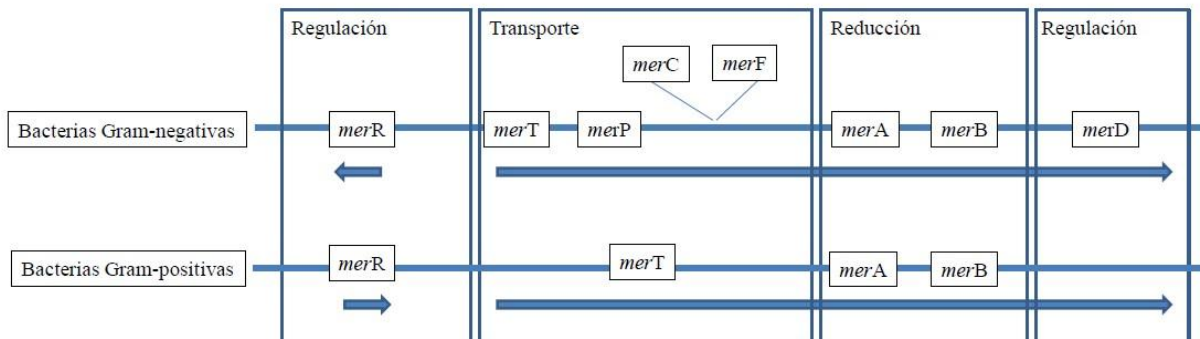 Regulación
Transporte
Reducción
Regulación
merC
merF
Bacterias Gram-negativas
merR
merT
merP
merA
merB
merD
Bacterias Gram-positivas
merR
merT
merA
merB